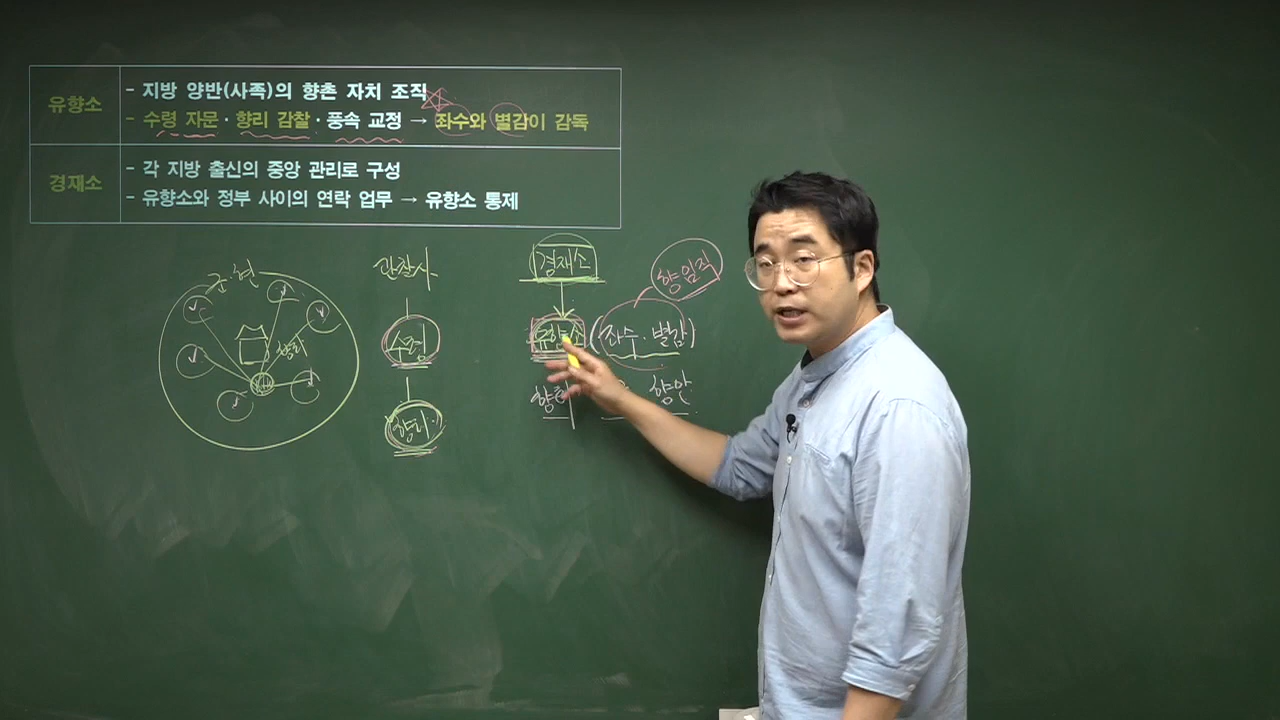 유향소
- 지방 양반(사족)의 향촌 자치 조직
- 수령 자문·향리 감찰·풍속 교정 → 좌수와 별감이 감독
경재소
- 각 지방 출신의 중앙 관리로 구성
- 유향소와 정부 사이의 연락 업무 → 유향소 통제
군현
향리
관찰사
수령
향리
경재소
향임직
유향소 (좌수·별감)
향안